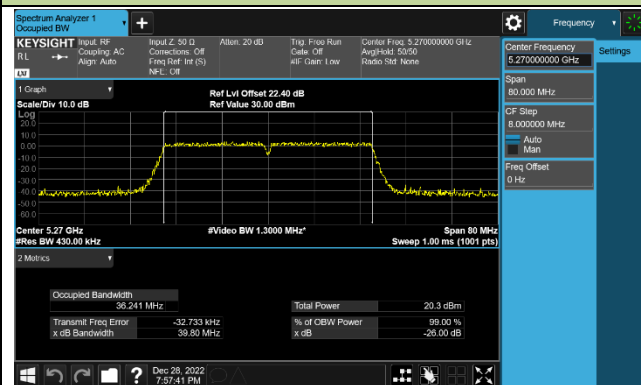 Spectrum Analyzer 1
Occupied BW
Frequency
KEYSIGHT
RL
LXI
Input: RF
Coupling: AC
Align: Auto
Input Z: 50 Ω
Corrections: Off
Freq Ref: Int (S)
NFE: Off
Atten: 20 dB
Trig: Free Run
Gate: Off
#IF Gain: Low
Center Freq: 5.270000000 GHz
Avg|Hold: 50/50
Radio Std: None
Center Frequency
5.270000000 GHz
Settings
Span
80.000 MHz
CF Step
8.000000 MHz
Auto
Man
Freq Offset
0 Hz
1 Graph
Scale/Div 10.0 dB
Ref Lvl Offset 22.40 dB
Ref Value 30.00 dBm
Log
20.0
10.0
0.00
-10.0
-20.0
-30.0
-40.0
-50.0
-60.0
Center 5.27 GHz
#Res BW 430.00 kHz
#Video BW 1.3000 MHz*
Span 80 MHz
Sweep 1.00 ms (1001 pts)
2 Metrics
Occupied Bandwidth
36.241 MHz
Total Power 20.3 dBm
Transmit Freq Error -32.733 kHz
% of OBW Power 99.00 %
x dB Bandwidth 39.80 MHz
x dB -26.00 dB
?
Dec 28, 2022
7:57:41 PM